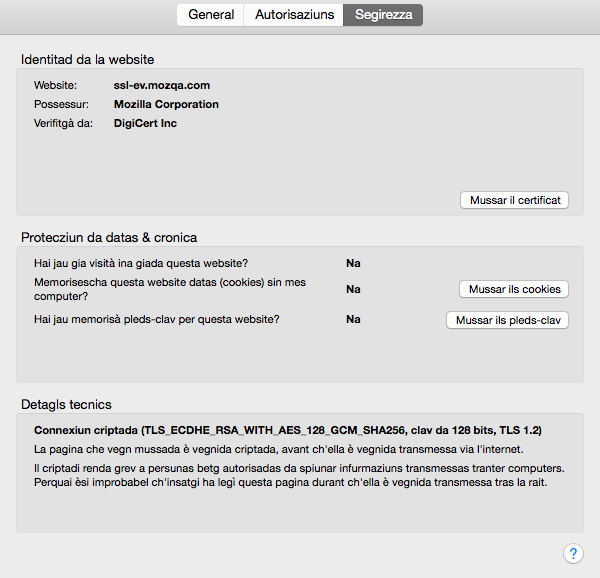 General Autorisaziuns Segirezza
Identitad da la website
Website: ssl-ev.mozqa.com
Possessur: Mozilla Corporation
Verifitgà da: DigiCert Inc
Mussar il certificat
Protecziun da datas & cronica
Hai jau gia visità ina giada questa website? Na
Memorisescha questa website datas (cookies) sin mes
computer? Na Mussar ils cookies
Hai jau memorisà pleds-clav per questa website? Na Mussar ils pleds-clav
Detagls tecnics
Connexiun criptada (TLS_ECDHE_RSA_WITH_AES_128_GCM_SHA256, clav da 128 bits, TLS 1.2)
La pagina che vegn mussada è vegnida criptada, avant ch'ella è vegnida transmessa via l'internet.
Il criptadi renda grev a persunas betg autorisadas da spiunar infurmaziuns transmessas tranter computers.
Perquai èsi improbabel ch'insatgi ha legì questa pagina durant ch'ella è vegnida transmessa tras la rait.
?